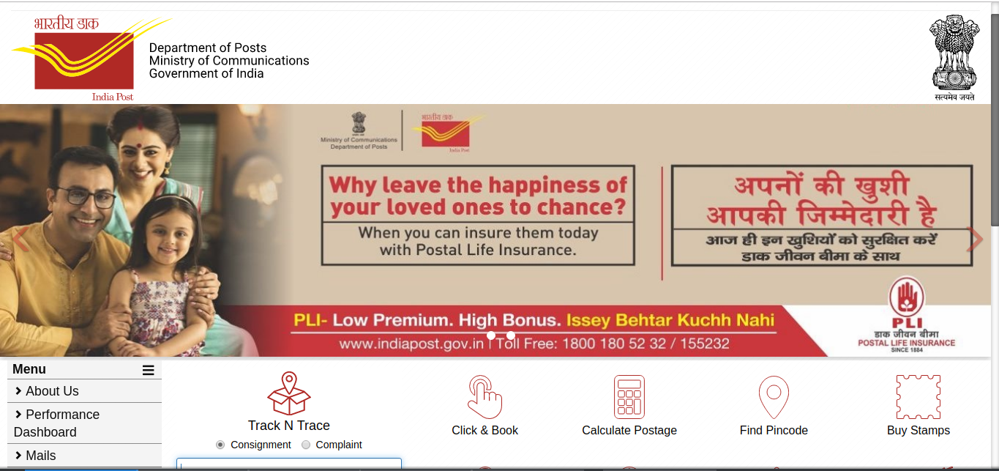 भारतीय डाक
India Post
Department of Posts
Ministry of Communications
Government of India
सत्यमेव जयते
Ministry of Communications
Department of Posts
भारतीय डाक
India Post
Why leave the happiness of
your loved ones to chance?
When you can insure them today
with Postal Life Insurance.
अपनों की खुशी
आपकी जिम्मेदारी है
आज ही इन खुशियों को सुरक्षित करें
डाक जीवन बीमा के साथ
PLI- Low Premium. High Bonus. Issey Behtar Kuchh Nahi
www.indiapost.gov.in | Toll Free: 1800 180 52 32 / 155232
PLI
डाक जीवन बीमा
POSTAL LIFE INSURANCE
SINCE 1884
Menu
About Us
Performance
Dashboard
Mails
Track N Trace
Consignment Complaint
Click & Book
Calculate Postage
Find Pincode
Buy Stamps